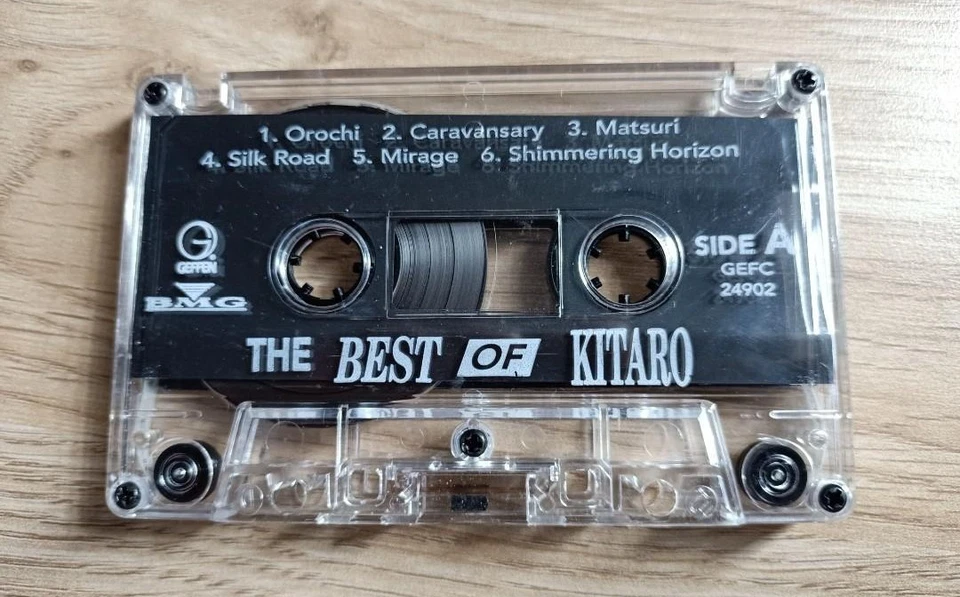 1. Orochi 2. Caravansary 3. Matsuri
4. Silk Road 5. Mirage 6. Shimmering Horizon
G
GEFFEN
BMG
SIDE A
GEFC
24902
THE BEST OF KITARO